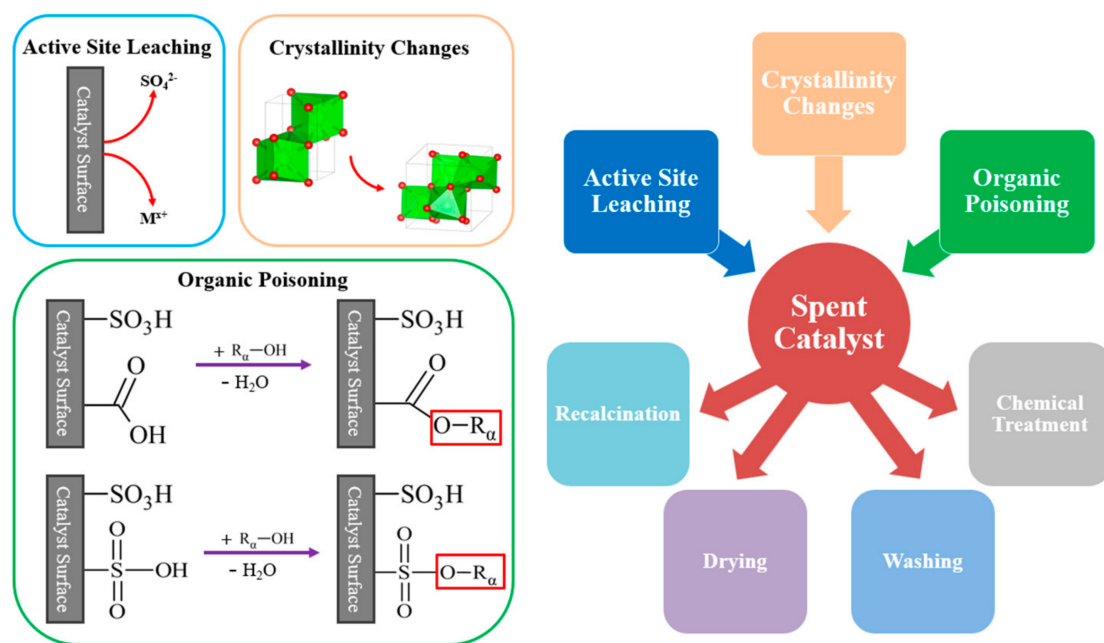 Active Site Leaching
Catalyst Surface
SO₄²⁻
Mˣ⁺
Crystallinity Changes
Organic Poisoning
Catalyst Surface
SO₃H
O
OH
+ Rα–OH
- H₂O
Catalyst Surface
SO₃H
O
O–Rα
Catalyst Surface
SO₃H
O
S–OH
O
+ Rα–OH
- H₂O
Catalyst Surface
SO₃H
O
S–O–Rα
O
Crystallinity
Changes
Active Site
Leaching
Organic
Poisoning
Spent
Catalyst
Recalcination
Chemical
Treatment
Drying
Washing